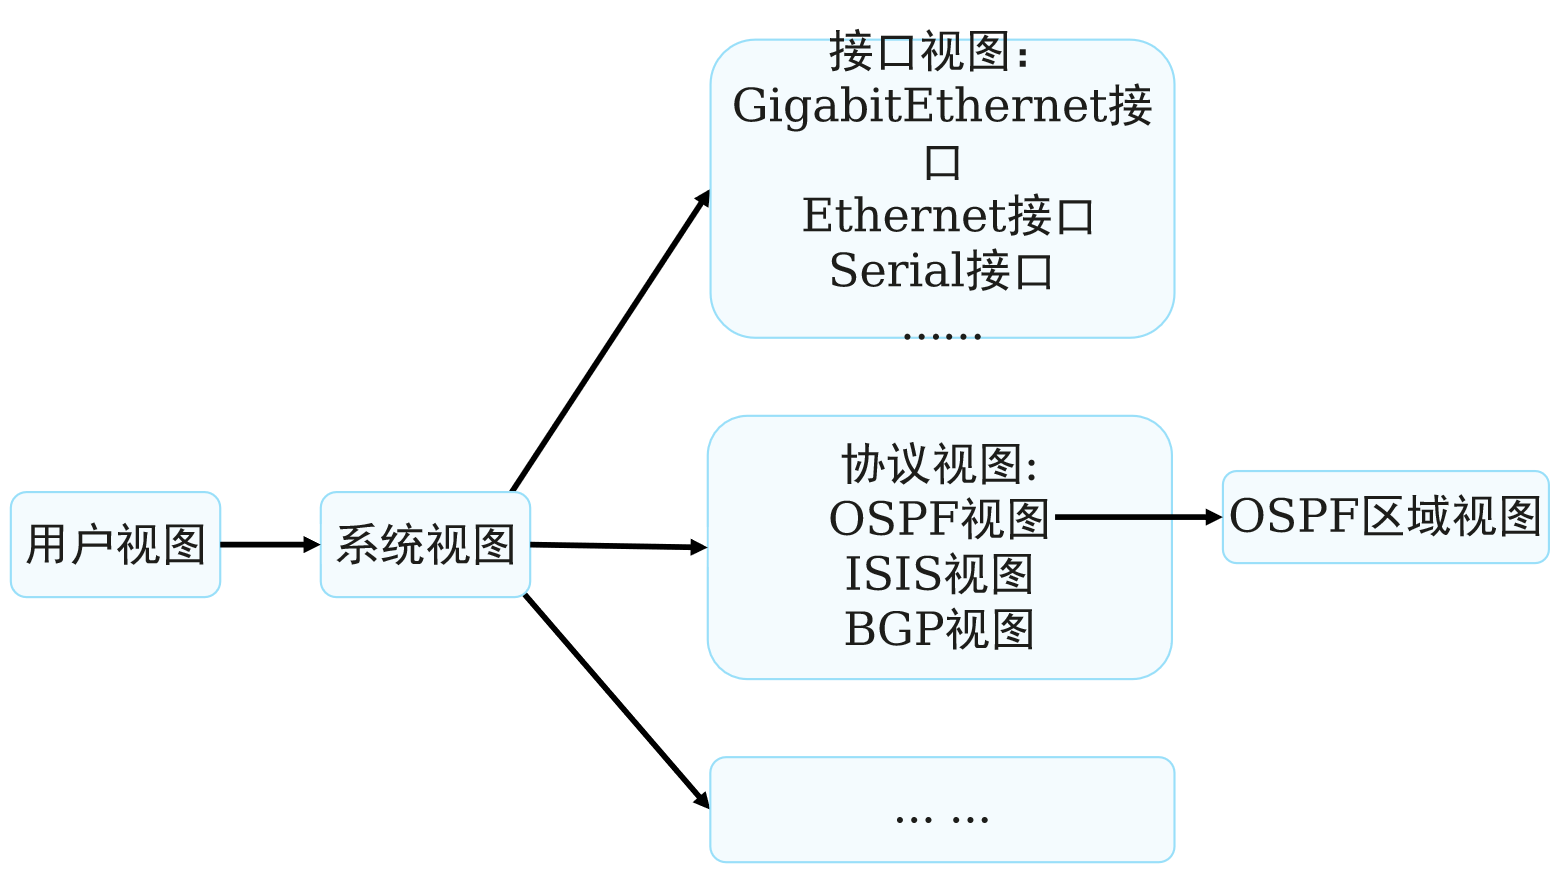 用户视图
系统视图
接口视图：
GigabitEthernet接
口
Ethernet接口
Serial接口
……
协议视图:
OSPF视图
ISIS视图
BGP视图
OSPF区域视图
... ...